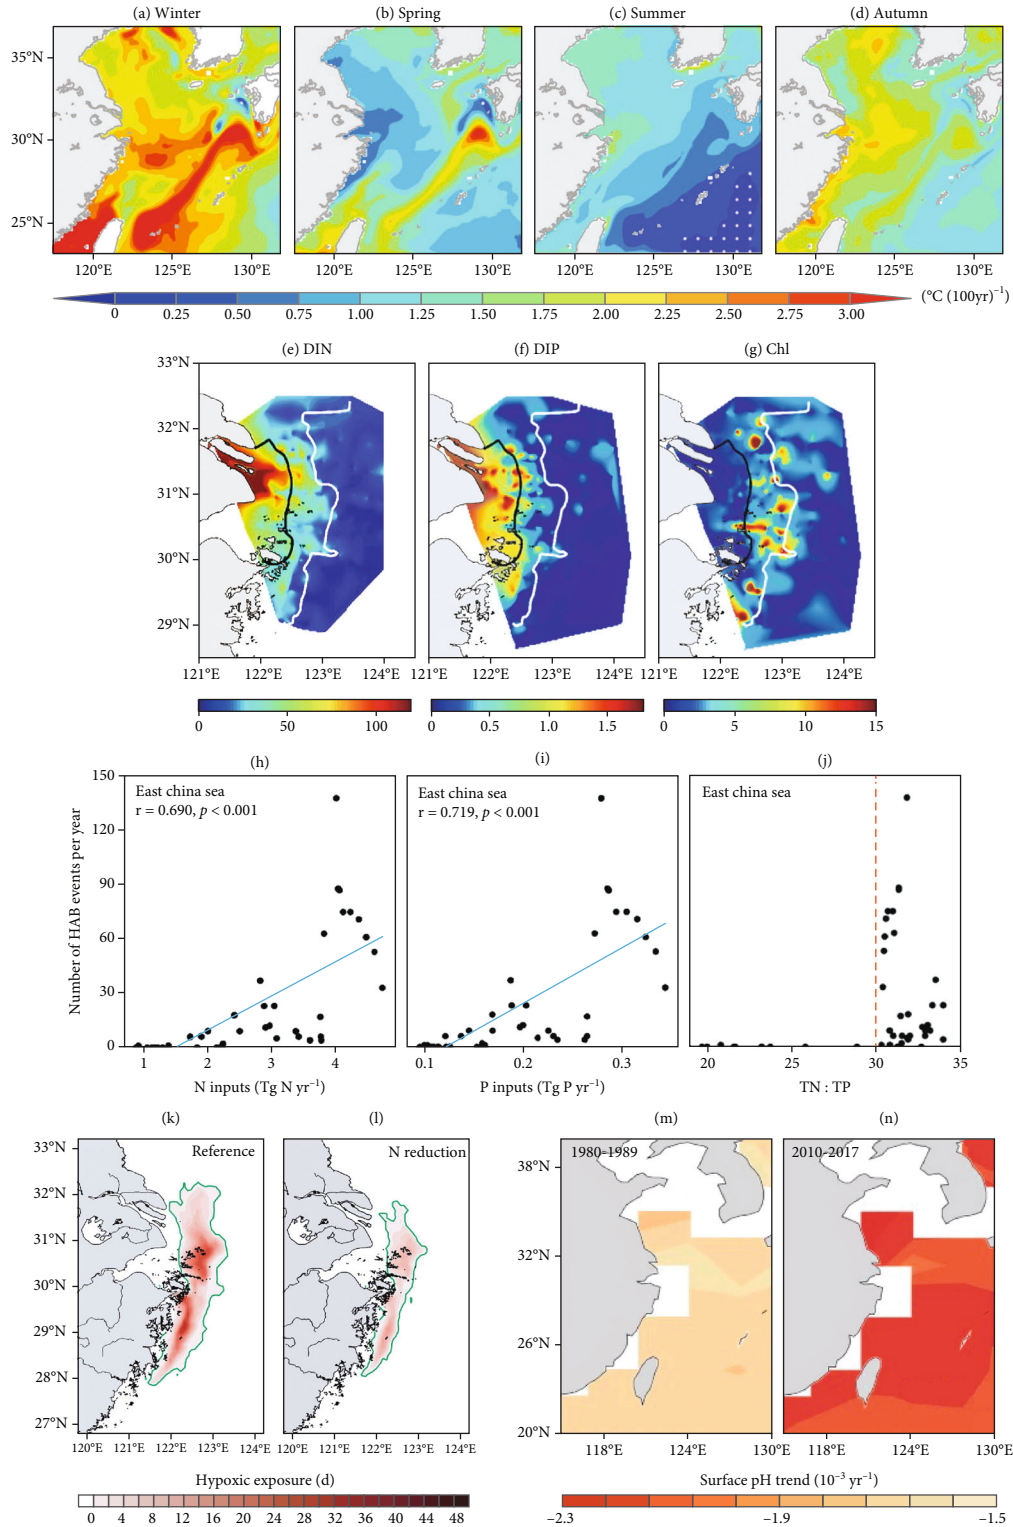 (a) Winter
(b) Spring
(c) Summer
(d) Autumn
35°N
30°N
25°N
120°E 125°E 130°E
120°E 125°E 130°E
120°E 125°E 130°E
120°E 125°E 130°E
0 0.25 0.50 0.75 1.00 1.25 1.50 1.75 2.00 2.25 2.50 2.75 3.00
(°C (100yr)⁻¹
(e) DIN
(f) DIP
(g) Chl
33°N
32°N
31°N
30°N
29°N
121°E 122°E 123°E 124°E
122°E 123°E 124°E
121°E 122°E 123°E 124°E
0 50 100
0 0.5 1.0 1.5
0 5 10 15
(h)
(i)
(j)
Number of HAB events per year
150
120
90
60
30
0
East china sea
r = 0.690, p < 0.001
East china sea
r = 0.719, p < 0.001
East china sea
1 2 3 4
0.1 0.2 0.3
20 25 30 35
N inputs (Tg N yr⁻¹)
P inputs (Tg P yr⁻¹)
TN : TP
(k)
(l)
(m)
(n)
33°N
32°N
31°N
30°N
29°N
28°N
27°N
Reference
N reduction
120°E 121°E 122°E 123°E 124°E
120°E 121°E 122°E 123°E 124°E
Hypoxic exposure (d)
0 4 8 12 16 20 24 28 32 36 40 44 48
1980-1989
2010-2017
38°N
32°N
26°N
20°N
118°E 124°E 130°E
118°E 124°E 130°E
Surface pH trend (10⁻³ yr⁻¹)
−2.3 −1.9 −1.5